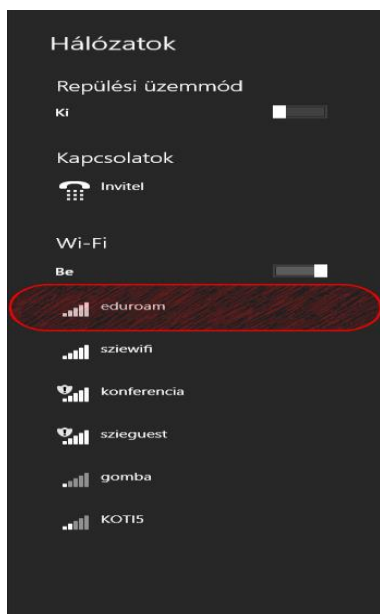 Hálózatok
Repülési üzemmód
Ki
Kapcsolatok
Invitel
Wi-Fi
Be
eduroam
sziewifi
konferencia
szieguest
gomba
KOTI5